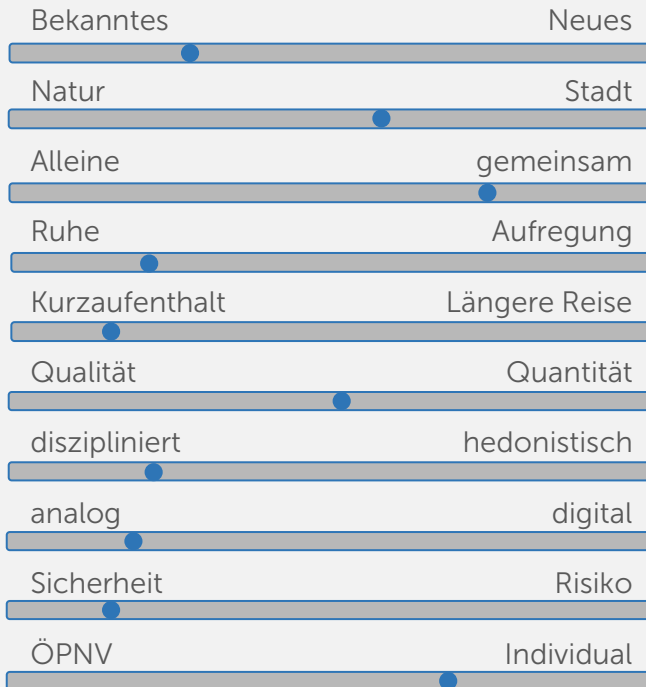 Bekanntes Neues
Natur Stadt
Alleine gemeinsam
Ruhe Aufregung
Kurzaufenthalt Längere Reise
Qualität Quantität
diszipliniert hedonistisch
analog digital
Sicherheit Risiko
ÖPNV Individual